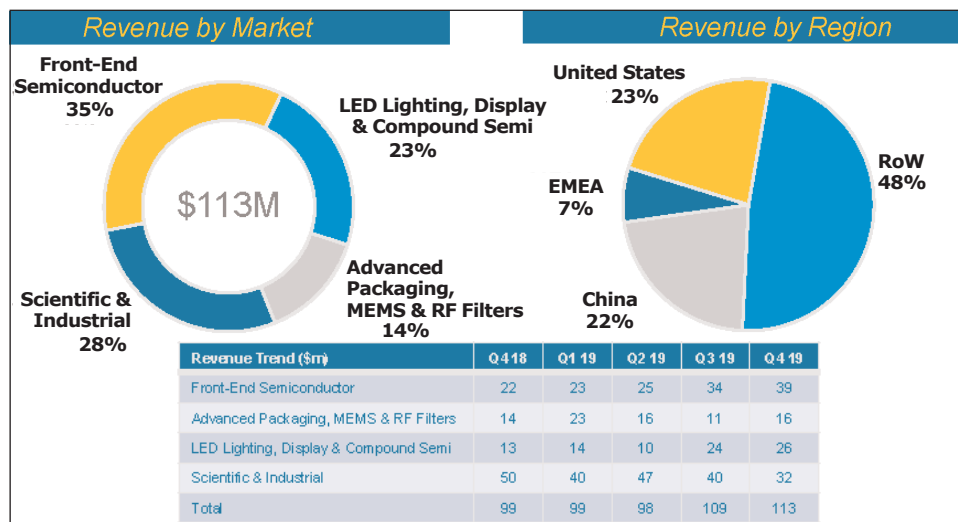 Revenue by Market
Revenue by Region
Front-End
Semiconductor
35%
LED Lighting, Display
& Compound Semi
23%
$113M
Scientific &
Industrial
28%
Advanced
Packaging,
MEMS & RF Filters
14%
United States
23%
RoW
48%
EMEA
7%
China
22%
Revenue Trend ($m) Q4 18 Q1 19 Q2 19 Q3 19 Q4 19
Front-End Semiconductor 22 23 25 34 39
Advanced Packaging, MEMS & RF Filters 14 23 16 11 16
LED Lighting, Display & Compound Semi 13 14 10 24 26
Scientific & Industrial 50 40 47 40 32
Total 99 99 98 109 113